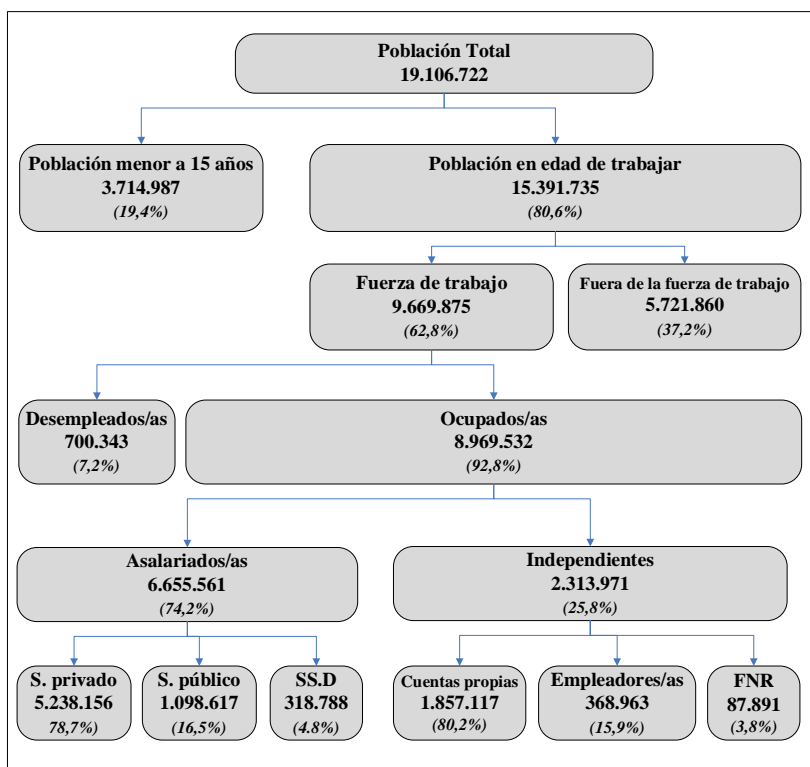 Población Total
19.106.722
Población menor a 15 años
3.714.987
(19,4%)
Población en edad de trabajar
15.391.735
(80,6%)
Fuerza de trabajo
9.669.875
(62,8%)
Fuera de la fuerza de trabajo
5.721.860
(37,2%)
Desempleados/as
700.343
(7,2%)
Ocupados/as
8.969.532
(92,8%)
Asalariados/as
6.655.561
(74,2%)
Independientes
2.313.971
(25,8%)
S. privado
5.238.156
78,7%)
S. público
1.098.617
(16,5%)
SS.D
318.788
(4.8%)
Cuentas propias
1.857.117
(80,2%)
Empleadores/as
368.963
(15,9%)
FNR
87.891
(3,8%)